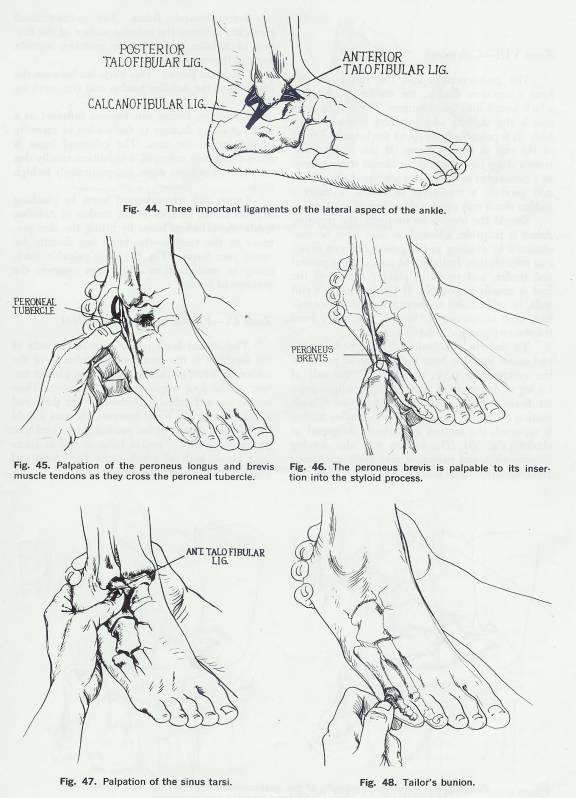 POSTERIOR
TALOFIBULAR LIG.
ANTERIOR
TALOFIBULAR LIG.
CALCANOFIBULAR LIG.
Fig. 44. Three important ligaments of the lateral aspect of the ankle.
PERONEAL
TUBERCLE
PERONEUS
BREVIS
Fig. 45. Palpation of the peroneus longus and brevis
muscle tendons as they cross the peroneal tubercle.
Fig. 46. The peroneus brevis is palpable to its inser-
tion into the styloid process.
ANT. TALOFIBULAR
LIG.
Fig. 47. Palpation of the sinus tarsi.
Fig. 48. Tailor's bunion.